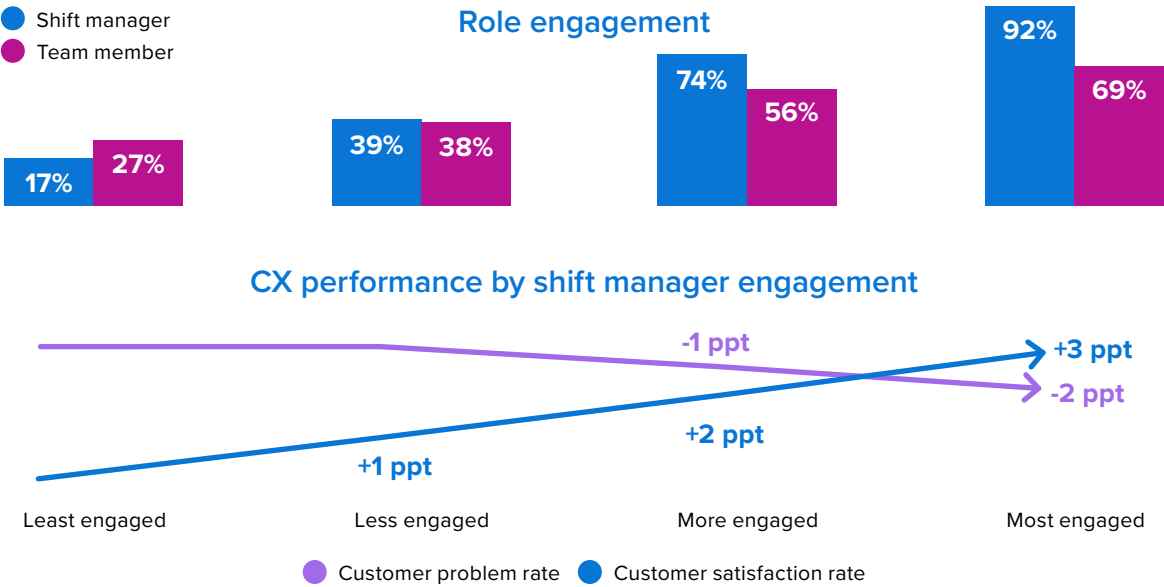 Role engagement
Shift manager
Team member
17%
27%
39%
38%
74%
56%
92%
69%
CX performance by shift manager engagement
-1 ppt
+3 ppt
-2 ppt
+2 ppt
+1 ppt
Least engaged
Less engaged
More engaged
Most engaged
Customer problem rate
Customer satisfaction rate